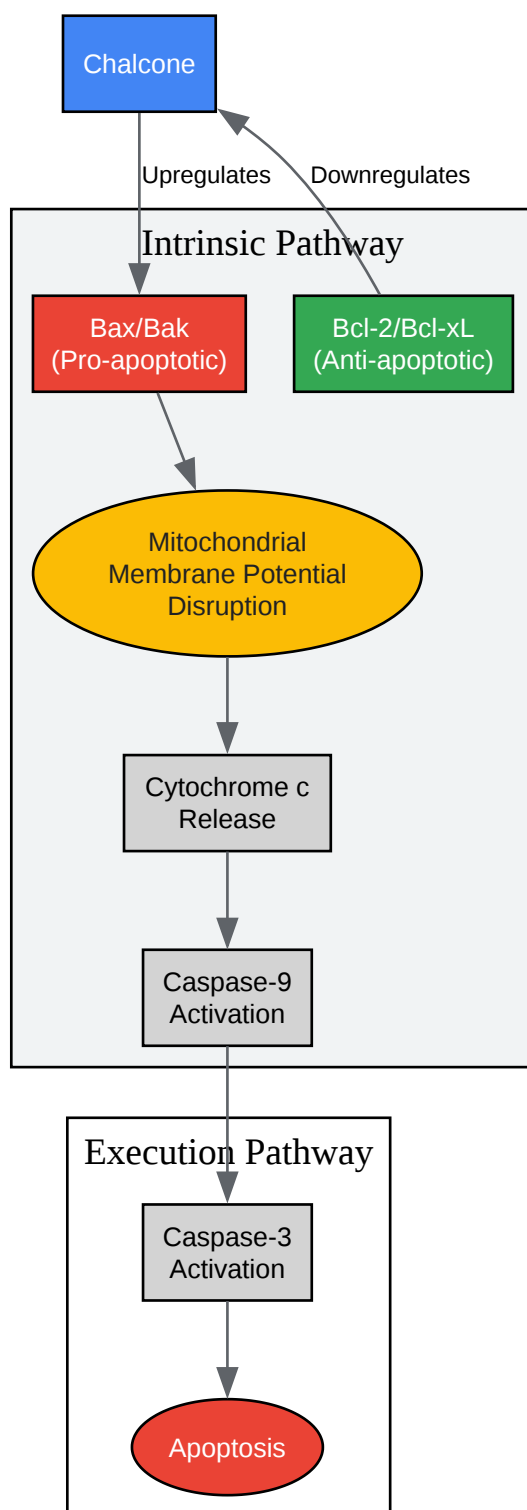 Chalcone
Upregulates
Downregulates
Intrinsic Pathway
Bax/Bak
(Pro-apoptotic)
Bcl-2/Bcl-xL
(Anti-apoptotic)
Mitochondrial
Membrane Potential
Disruption
Cytochrome c
Release
Caspase-9
Activation
Execution Pathway
Caspase-3
Activation
Apoptosis